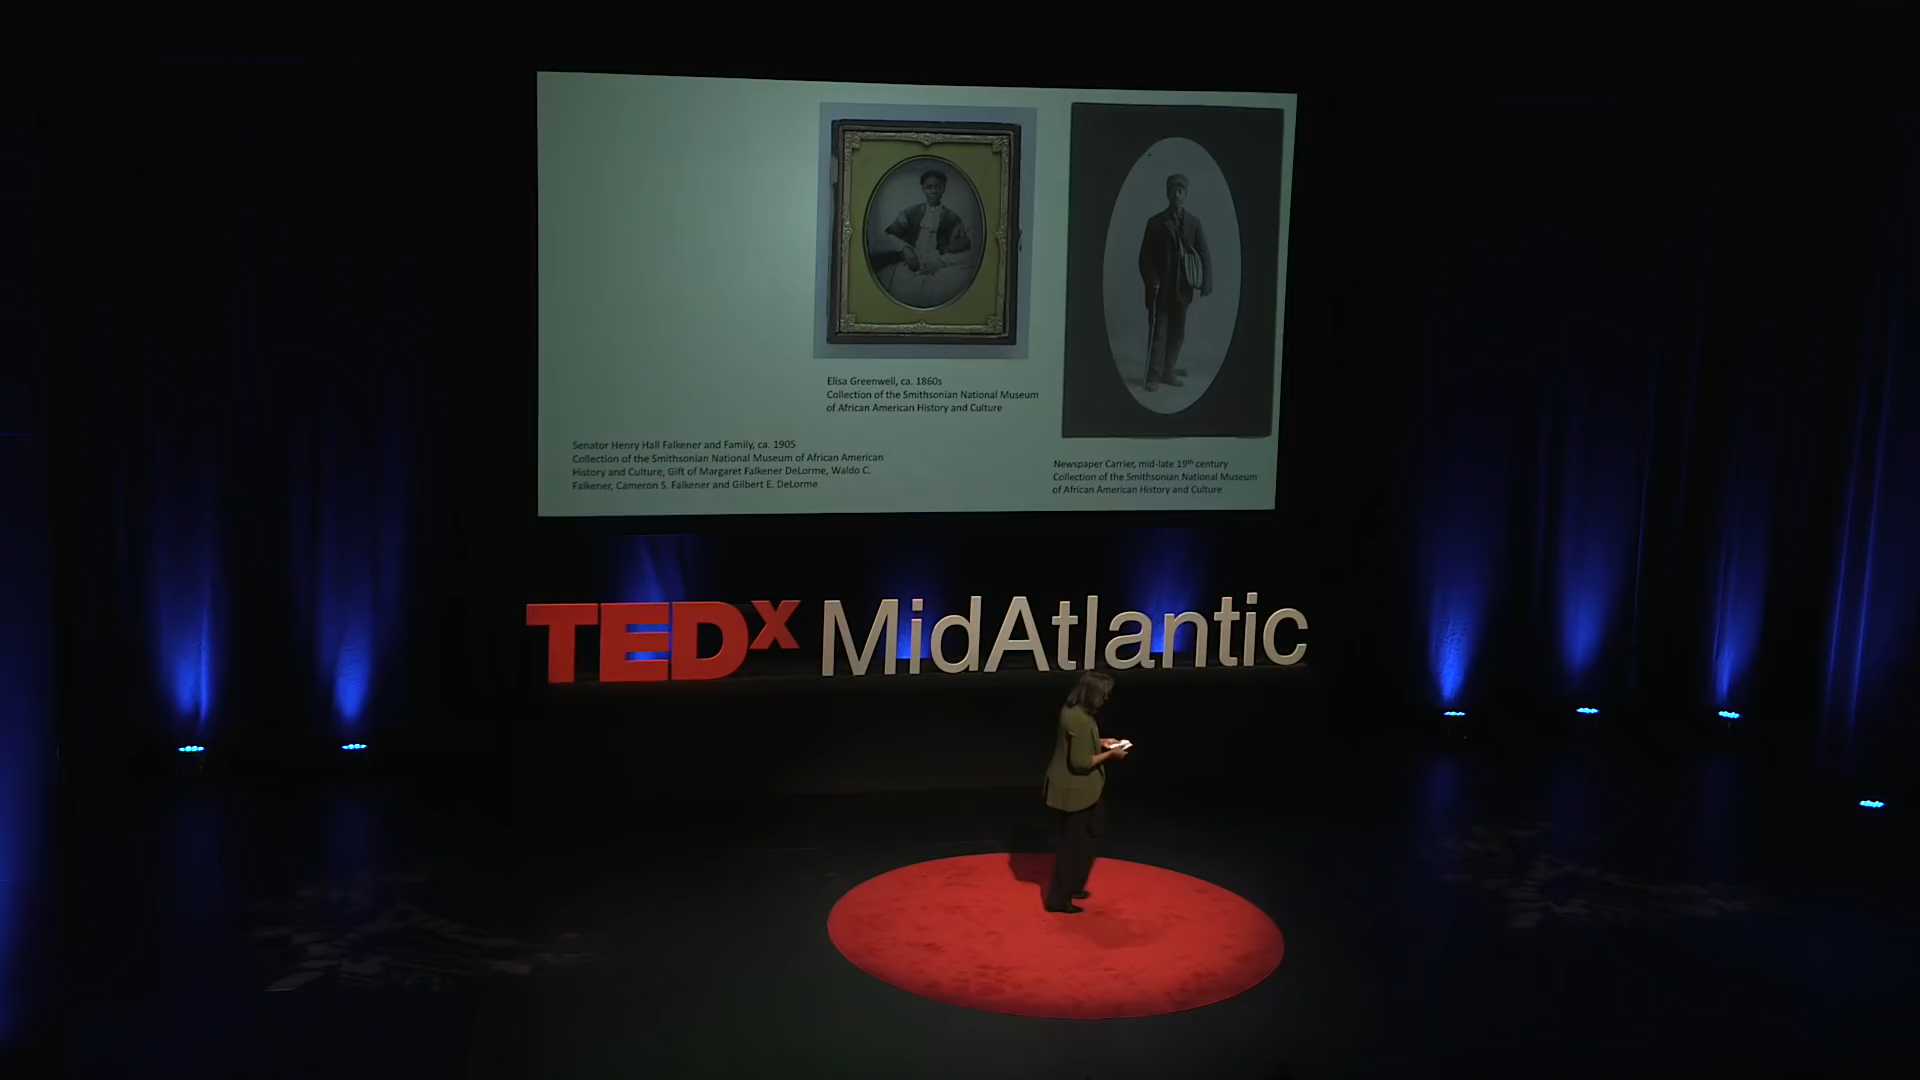 Elisa Greenwell, ca. 1860s
Collection of the Smithsonian National Museum
of African American History and Culture
Senator Henry Hall Falkener and Family, ca. 1905
Collection of the Smithsonian National Museum of African American
History and Culture, Gift of Margaret Falkener DeLorme, Waldo C.
Falkener, Cameron S. Falkener and Gilbert E. DeLorme
Newspaper Carrier, mid-late 19th century
Collection of the Smithsonian National Museum
of African American History and Culture
TEDx MidAtlantic